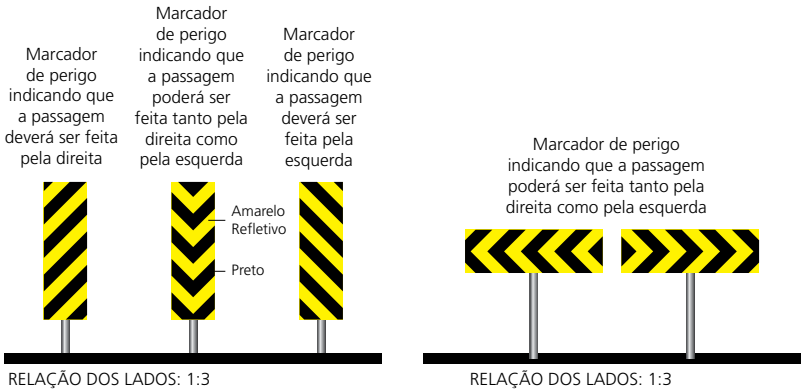 Marcador
de perigo
indicando que
a passagem
deverá ser feita
pela direita
Marcador
de perigo
indicando que
a passagem
poderá ser
feita tanto pela
direita como
pela esquerda
Marcador
de perigo
indicando que
a passagem
deverá ser
feita pela
esquerda
Amarelo
Refletivo
Preto
RELAÇÃO DOS LADOS: 1:3
Marcador de perigo
indicando que a passagem
poderá ser feita tanto pela
direita como pela esquerda
RELAÇÃO DOS LADOS: 1:3